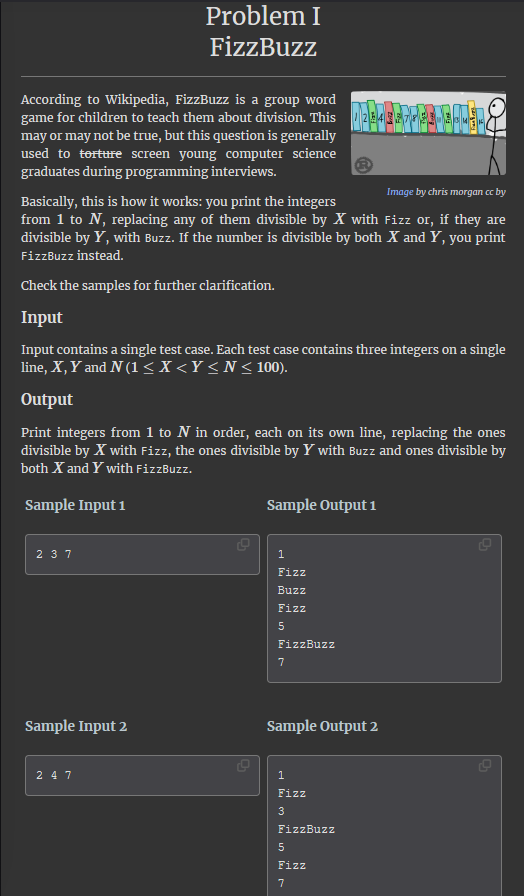 Problem I
FizzBuzz
According to Wikipedia, FizzBuzz is a group word
game for children to teach them about division. This
may or may not be true, but this question is generally
used to torture screen young computer science
graduates during programming interviews.
Image by chris morgan cc by
Basically, this is how it works: you print the integers
from 1 to N, replacing any of them divisible by X with Fizz or, if they are
divisible by Y, with Buzz. If the number is divisible by both X and Y, you print
FizzBuzz instead.
Check the samples for further clarification.
Input
Input contains a single test case. Each test case contains three integers on a single
line, X, Y and N (1 ≤ X < Y ≤ N ≤ 100).
Output
Print integers from 1 to N in order, each on its own line, replacing the ones
divisible by X with Fizz, the ones divisible by Y with Buzz and ones divisible by
both X and Y with FizzBuzz.
Sample Input 1
Sample Output 1
2 3 7
1
Fizz
Buzz
Fizz
5
FizzBuzz
7
Sample Input 2
Sample Output 2
2 4 7
1
Fizz
3
FizzBuzz
5
Fizz
7